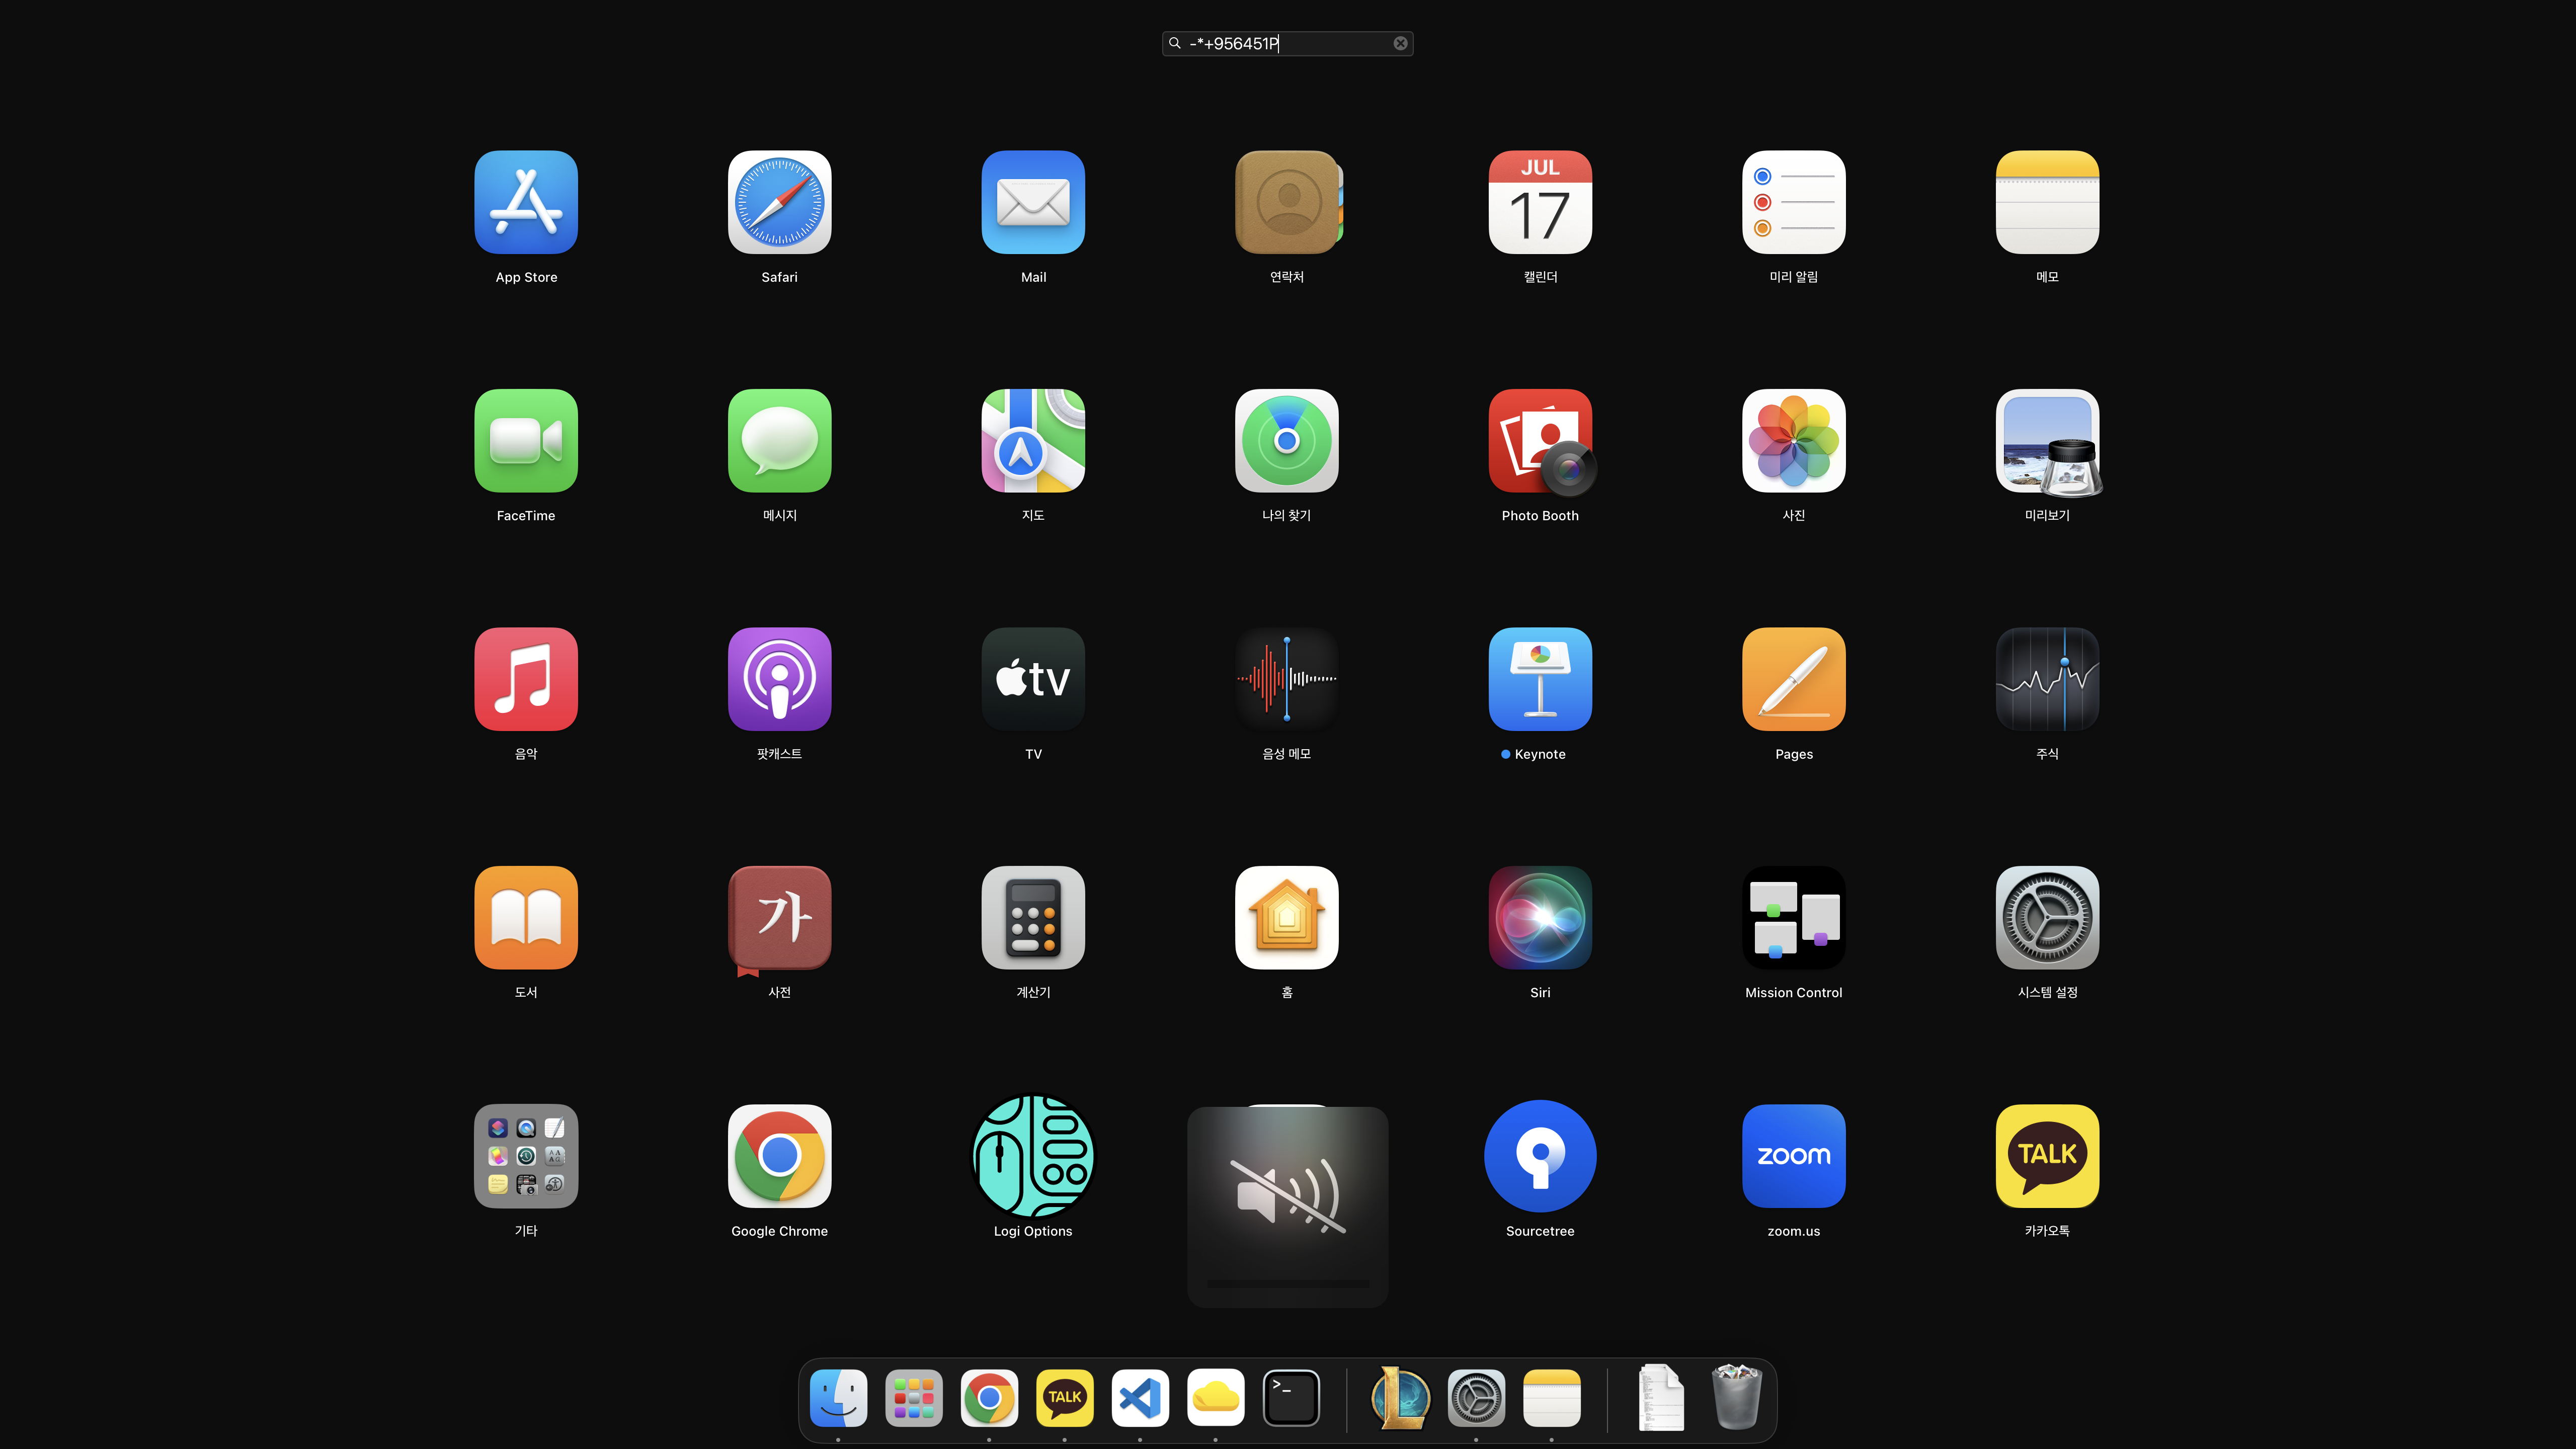 -*+956451P
JUL
17
App Store
Safari
Mail
연락처
캘린더
미리 알림
메모
FaceTime
메시지
지도
나의 찾기
Photo Booth
사진
미리보기
tv
음악
팟캐스트
TV
음성 메모
Keynote
Pages
주식
가
도서
사전
계산기
홈
Siri
Mission Control
시스템 설정
zoom
TALK
기타
Google Chrome
Logi Options
Sourcetree
zoom.us
카카오톡
TALK
>_